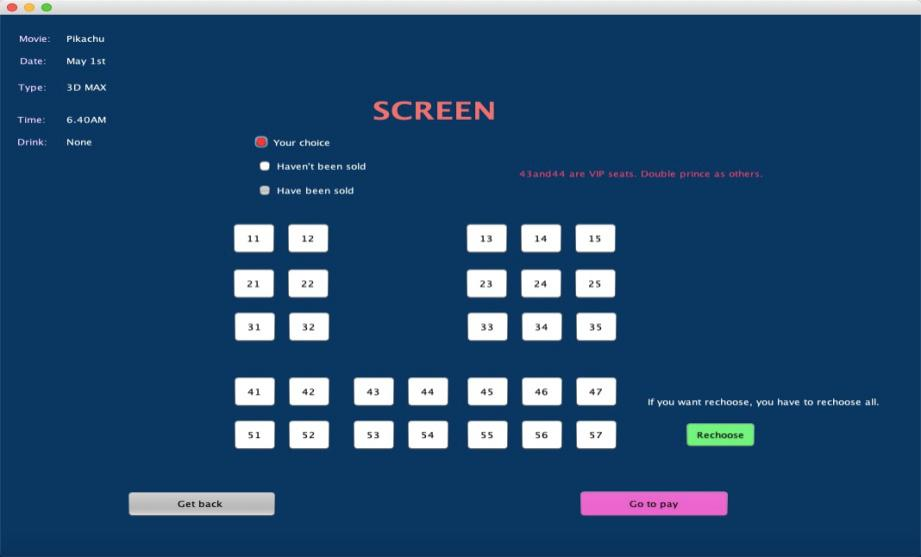 Movie: Pikachu
Date: May 1st
Type: 3D MAX
Time: 6.40AM
Drink: None
SCREEN
Your choice
Haven't been sold
Have been sold
43and44 are VIP seats. Double prince as others.
11 12 13 14 15
21 22 23 24 25
31 32 33 34 35
41 42 43 44 45 46 47
If you want rechoose, you have to rechoose all.
51 52 53 54 55 56 57
Rechoose
Get back
Go to pay